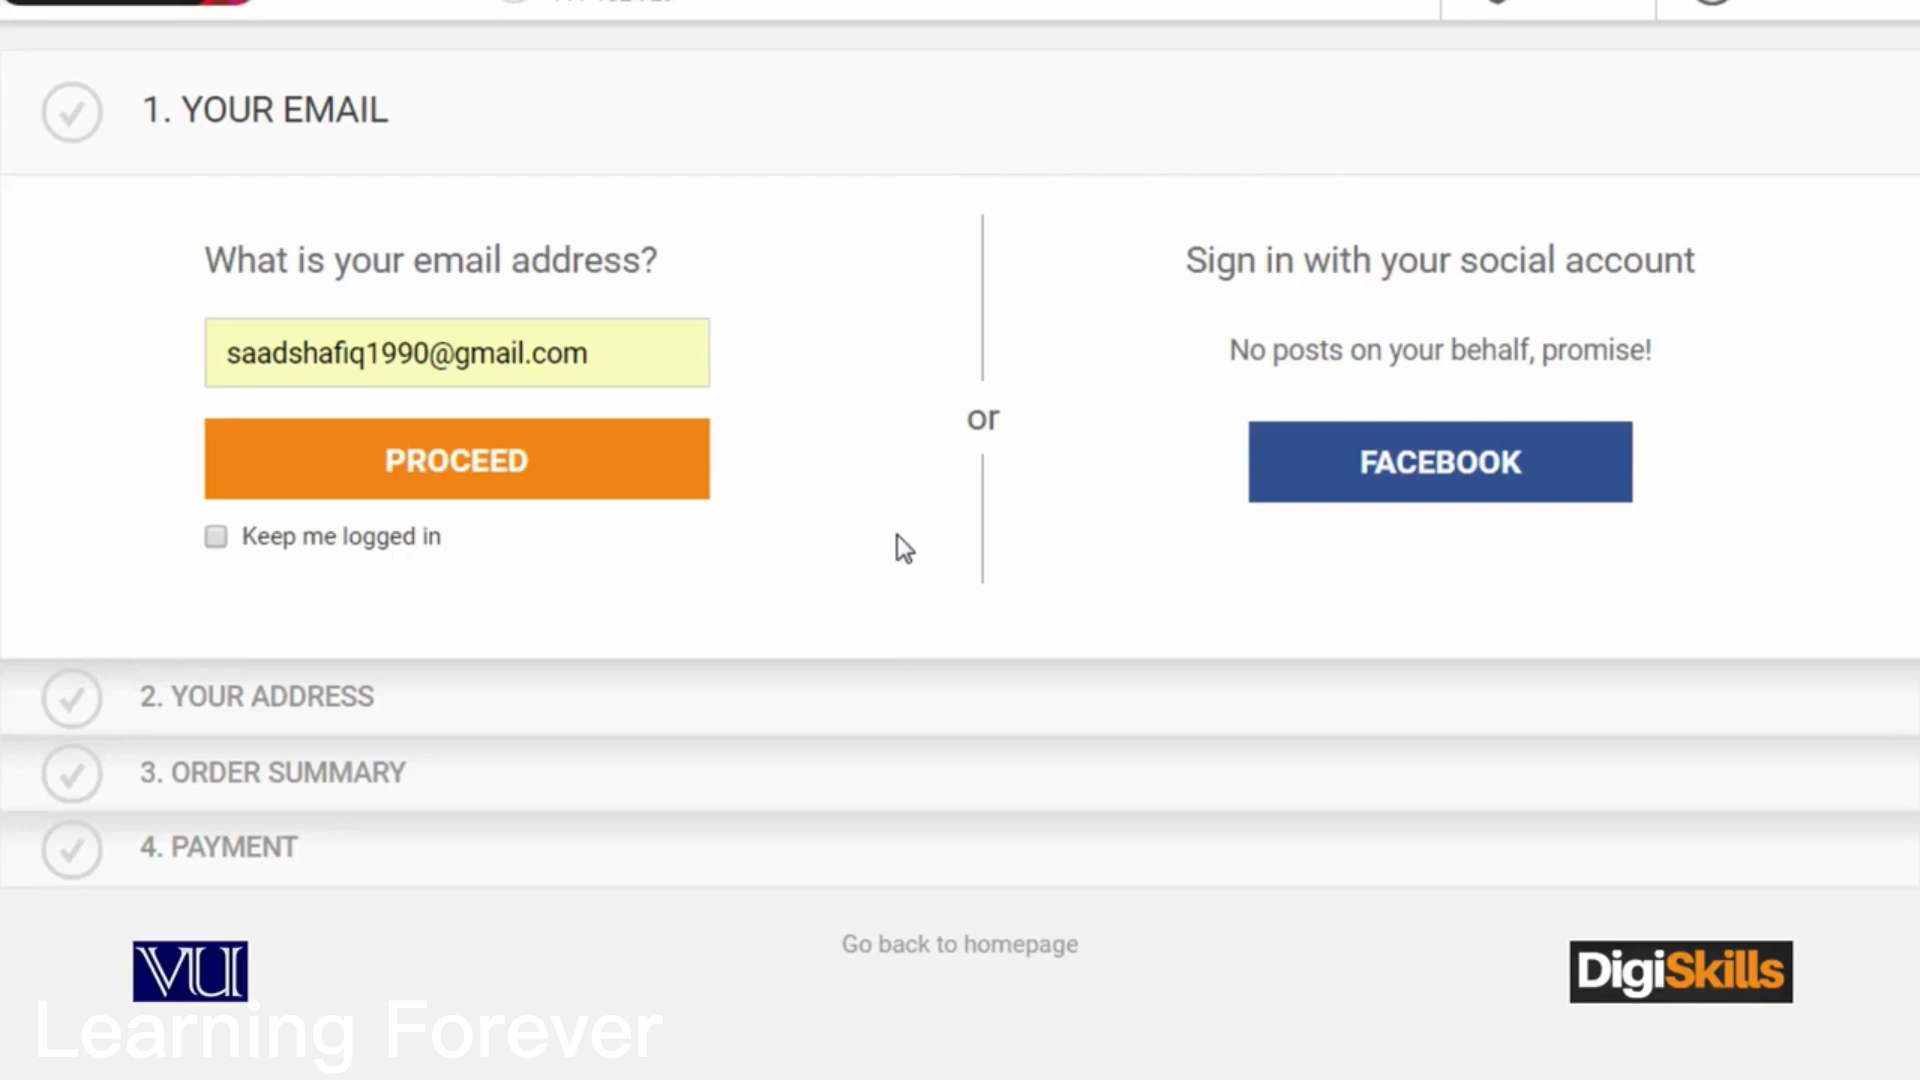 1. YOUR EMAIL
What is your email address?
Sign in with your social account
saadshafiq1990@gmail.com
No posts on your behalf, promise!
or
PROCEED
FACEBOOK
Keep me logged in
2. YOUR ADDRESS
3. ORDER SUMMARY
4. PAYMENT
Go back to homepage
VU
DigiSkills
Learning Forever